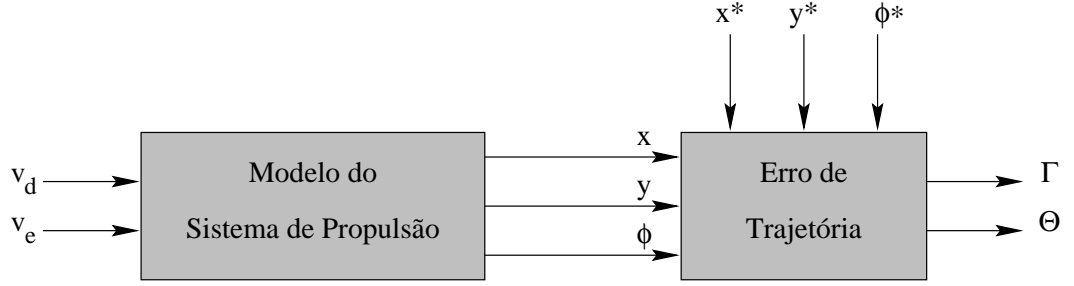 x* y* ϕ*
x
v_d Modelo do Erro de Γ
y
v_e Sistema de Propulsão Trajetória Θ
ϕ